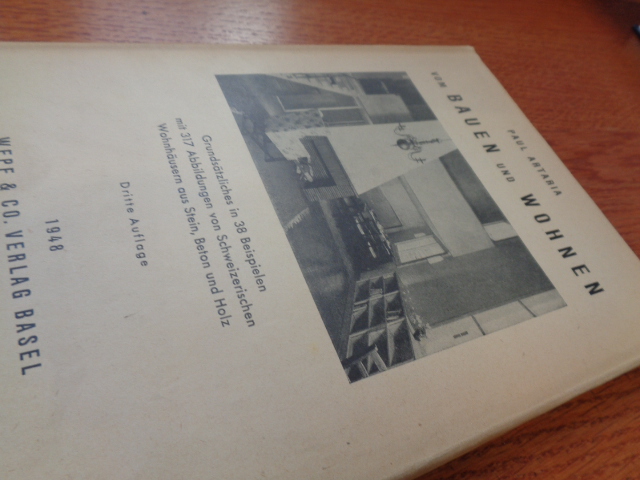 PAUL ARTARIA
VOM BAUEN UND WOHNEN
Grundsätzliches in 38 Beispielen
mit 317 Abbildungen von Schweizerischen
Wohnhäusern aus Stein, Beton und Holz
Dritte Auflage
1948
WEPF & CO. VERLAG BASEL